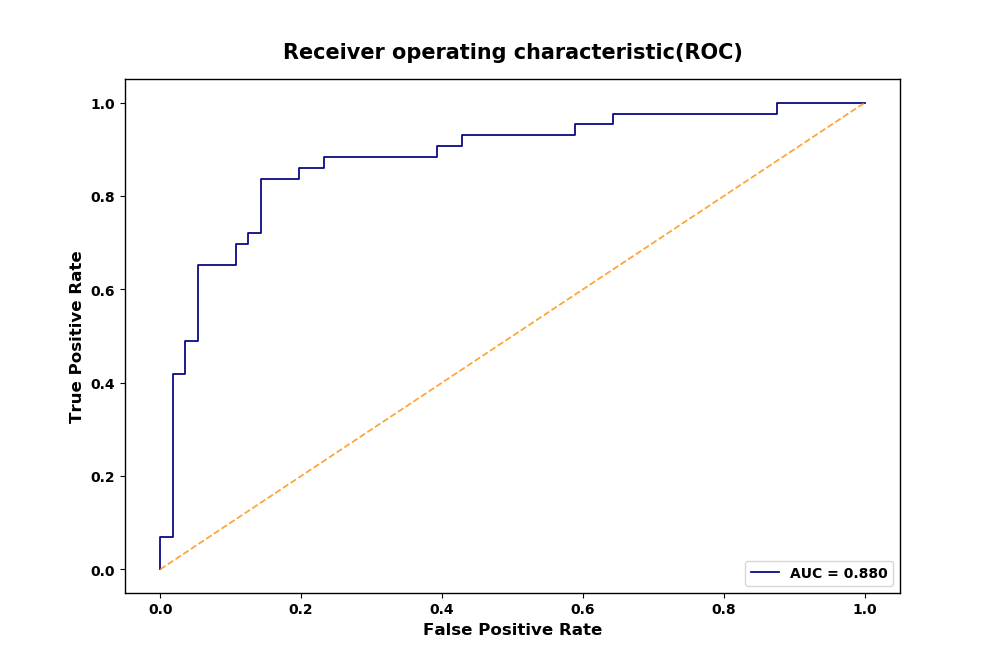 Receiver operating characteristic(ROC)
True Positive Rate
1.0
0.8
0.6
0.4
0.2
0.0
0.0 0.2 0.4 0.6 0.8 1.0
False Positive Rate
AUC = 0.880